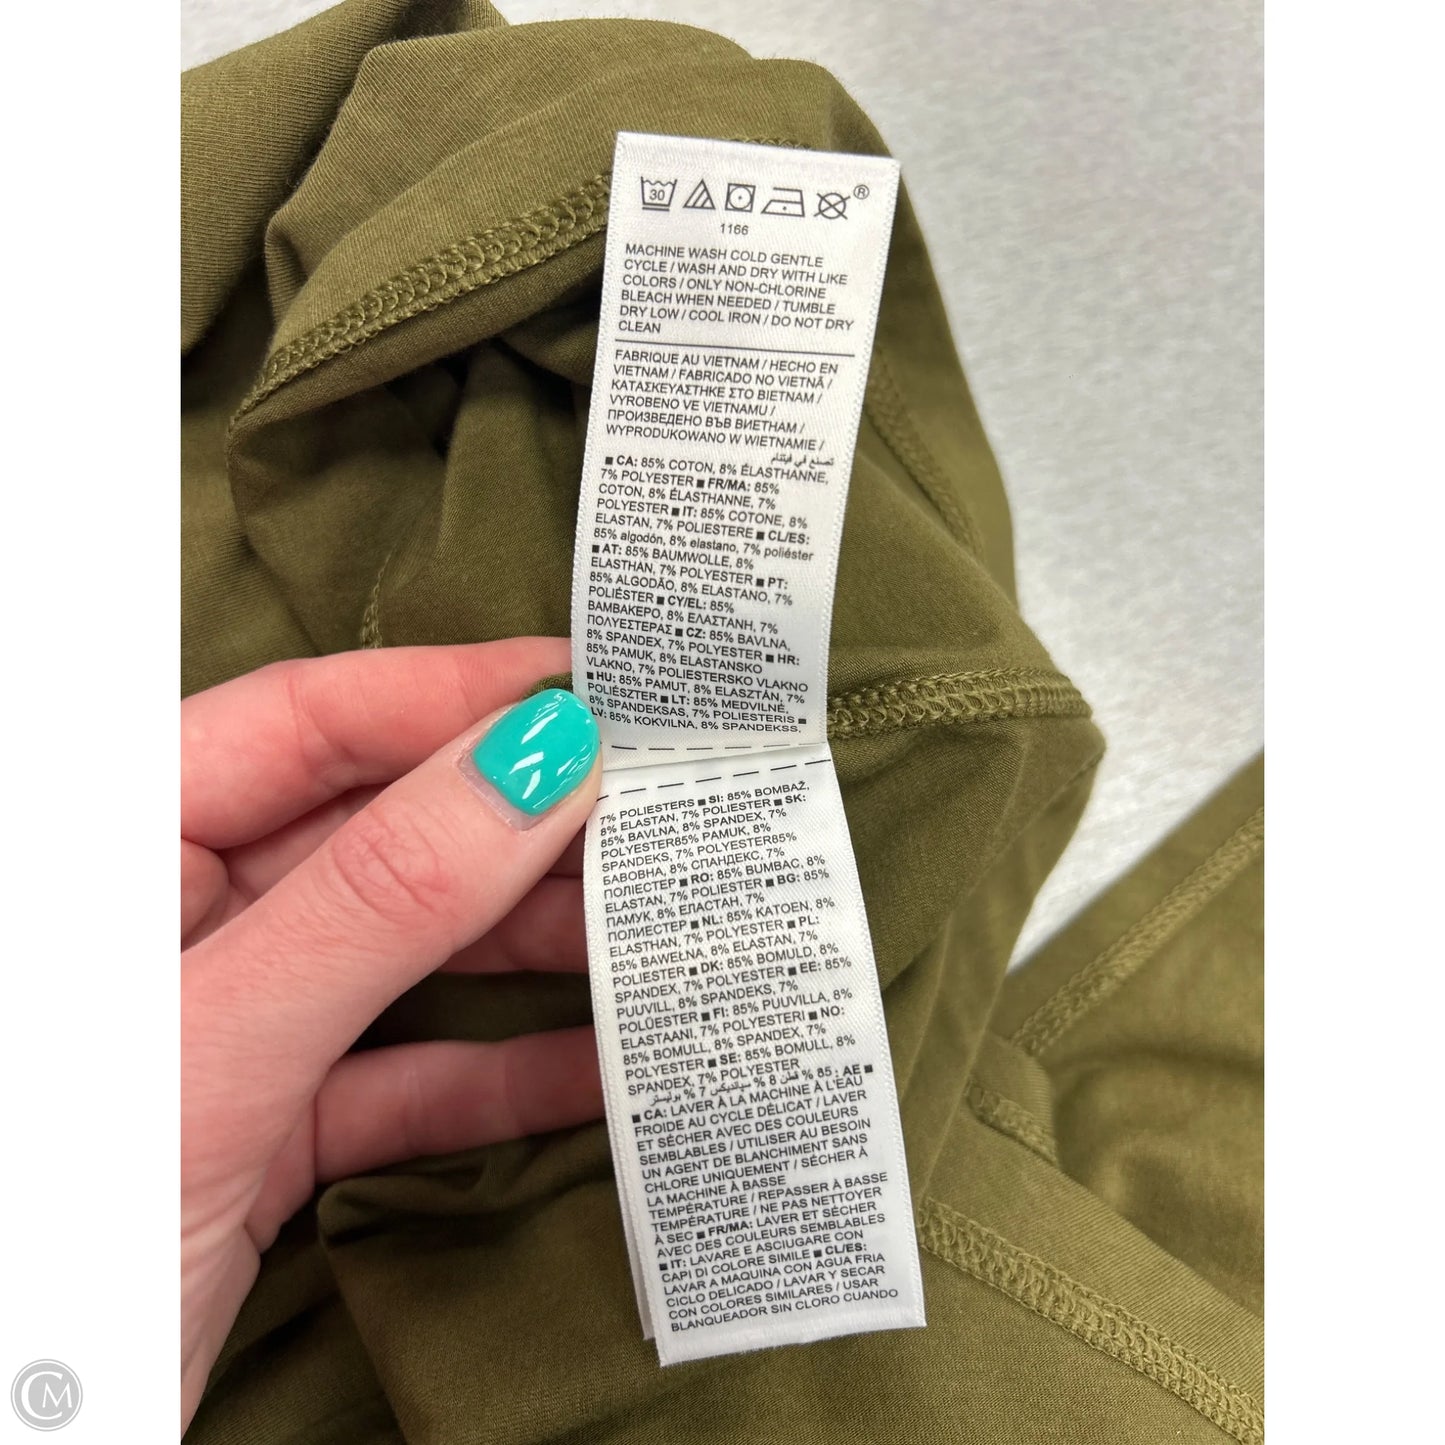 30
®
1166
MACHINE WASH COLD GENTLE
CYCLE / WASH AND DRY WITH LIKE
COLORS / ONLY NON-CHLORINE
BLEACH WHEN NEEDED / TUMBLE
DRY LOW / COOL IRON / DO NOT DRY
CLEAN
FABRIQUE AU VIETNAM / HECHO EN
VIETNAM / FABRICADO NO VIETNÃ /
ΚΑΤΑΣΚΕΥΑΣΤΗΚΕ ΣΤΟ ΒΙΕΤΝΑΜ /
VYROBENO VE VIETNAMU /
ПРОИЗВЕДЕНО ВЪВ ВИЕТНАМ /
WYPRODUKOWANO W WIETNAMIE /
تصنع في فيتنام
■ CA: 85% COTON, 8% ÉLASTHANNE,
7% POLYESTER ■ FR/MA: 85%
COTON, 8% ÉLASTHANNE, 7%
POLYESTER ■ IT: 85% COTONE, 8%
ELASTAN, 7% POLIESTERE ■ CL/ES:
85% algodón, 8% elastano, 7% poliéster
■ AT: 85% BAUMWOLLE, 8%
ELASTHAN, 7% POLYESTER ■ PT:
85% ALGODÃO, 8% ELASTANO, 7%
POLIÉSTER ■ CY/EL: 85%
ΒΑΜΒΑΚΕΡΟ, 8% ΕΛΑΣΤΑΝΗ, 7%
ΠΟΛΥΕΣΤΕΡΑΣ ■ CZ: 85% BAVLNA,
8% SPANDEX, 7% POLYESTER ■ HR:
85% PAMUK, 8% ELASTANSKO
VLAKNO, 7% POLIESTERSKO VLAKNO
■ HU: 85% PAMUT, 8% ELASZTÁN, 7%
POLIÉSZTER ■ LT: 85% MEDVILNĖ,
8% SPANDEKSAS, 7% POLIESTERIS ■
LV: 85% KOKVILNA, 8% SPANDEKSS,
7% POLIESTERS ■ SI: 85% BOMBAŽ,
8% ELASTAN, 7% POLIESTER ■ SK:
85% BAVLNA, 8% SPANDEX, 7%
POLYESTER85% PAMUK, 8%
SPANDEKS, 7% POLYESTER85%
БАВОВНА, 8% СПАНДЕКС, 7%
ПОЛІЕСТЕР ■ RO: 85% BUMBAC, 8%
ELASTAN, 7% POLIESTER ■ BG: 85%
ПАМУК, 8% ЕЛАСТАН, 7%
ПОЛИЕСТЕР ■ NL: 85% KATOEN, 8%
ELASTHAN, 7% POLYESTER ■ PL:
85% BAWEŁNA, 8% ELASTAN, 7%
POLIESTER ■ DK: 85% BOMULD, 8%
SPANDEX, 7% POLYESTER ■ EE: 85%
PUUVILL, 8% SPANDEKS, 7%
POLÜESTER ■ FI: 85% PUUVILLA, 8%
ELASTAANI, 7% POLYESTERI ■ NO:
85% BOMULL, 8% SPANDEX, 7%
POLYESTER ■ SE: 85% BOMULL, 8%
SPANDEX, 7% POLYESTER
■ AE : 85 % قطن 8 % سبانديكس 7 % بوليستر
■ CA: LAVER À LA MACHINE À L'EAU
FROIDE AU CYCLE DÉLICAT / LAVER
ET SÉCHER AVEC DES COULEURS
SEMBLABLES / UTILISER AU BESOIN
UN AGENT DE BLANCHIMENT SANS
CHLORE UNIQUEMENT / SÉCHER À
LA MACHINE À BASSE
TEMPÉRATURE / REPASSER À BASSE
TEMPÉRATURE / NE PAS NETTOYER
À SEC ■ FR/MA: LAVER ET SÉCHER
AVEC DES COULEURS SEMBLABLES
■ IT: LAVARE E ASCIUGARE CON
CAPI DI COLORE SIMILE ■ CL/ES:
LAVAR A MAQUINA CON AGUA FRIA
CICLO DELICADO / LAVAR Y SECAR
CON COLORES SIMILARES / USAR
BLANQUEADOR SIN CLORO CUANDO
CM